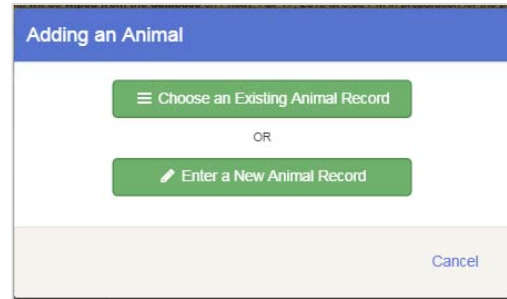 Adding an Animal
Choose an Existing Animal Record
OR
Enter a New Animal Record
Cancel